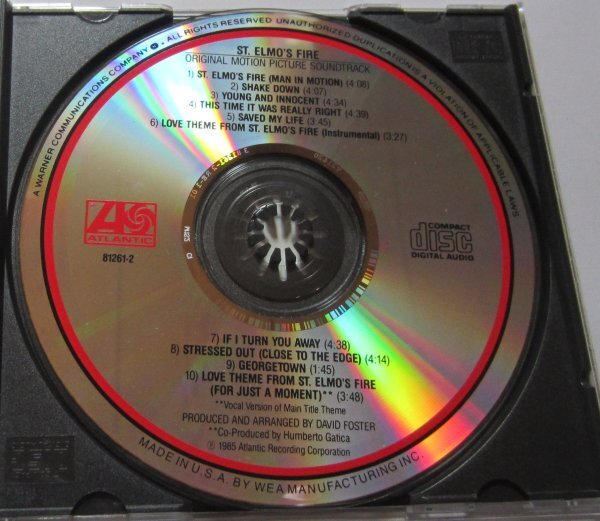 A WARNER COMMUNICATIONS COMPANY · ALL RIGHTS RESERVED UNAUTHORIZED DUPLICATION IS A VIOLATION OF APPLICABLE LAWS
ST. ELMO'S FIRE
ORIGINAL MOTION PICTURE SOUNDTRACK
1) ST. ELMO'S FIRE (MAN IN MOTION) (4:08)
2) SHAKE DOWN (4:07)
3) YOUNG AND INNOCENT (4:34)
4) THIS TIME IT WAS REALLY RIGHT (4:39)
5) SAVED MY LIFE (3:45)
6) LOVE THEME FROM ST. ELMO'S FIRE (Instrumental) (3:27)
ATLANTIC
81261-2
COMPACT
disc
DIGITAL AUDIO
7) IF I TURN YOU AWAY (4:38)
8) STRESSED OUT (CLOSE TO THE EDGE) (4:14)
9) GEORGETOWN (1:45)
10) LOVE THEME FROM ST. ELMO'S FIRE
(FOR JUST A MOMENT)** (3:48)
**Vocal Version of Main Title Theme
PRODUCED AND ARRANGED BY DAVID FOSTER
**Co-Produced by Humberto Gatica
℗ 1985 Atlantic Recording Corporation
MADE IN U.S.A. BY WEA MANUFACTURING INC.